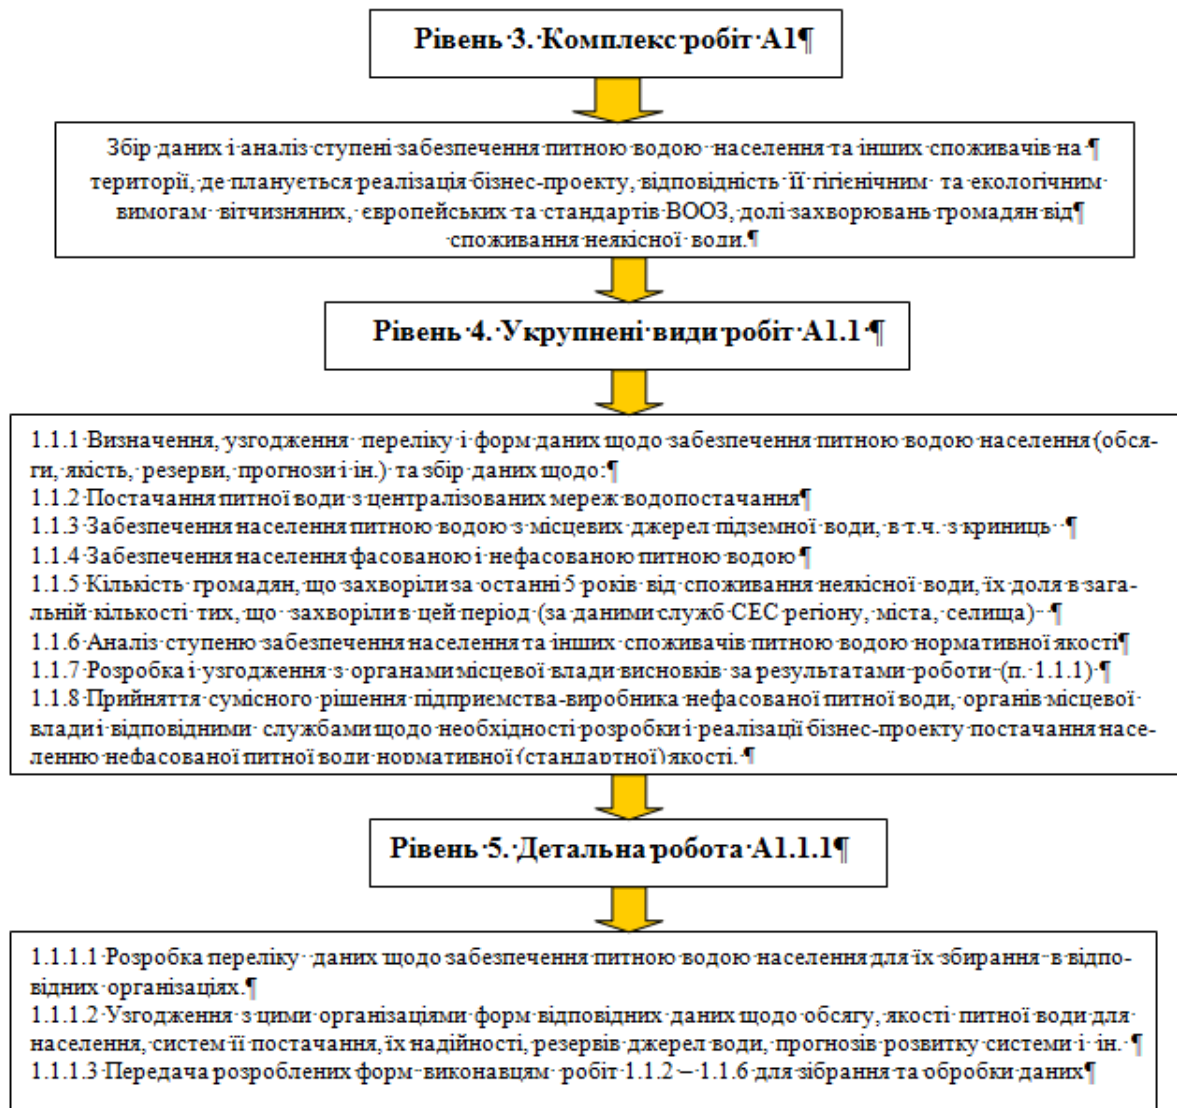 Рівень 3. Комплекс робіт А1¶
Збір даних і аналіз ступені забезпечення питною водою населення та інших споживачів на ¶
території, де планується реалізація бізнес-проекту, відповідність її гігієнічним та екологічним
вимогам вітчизняних, європейських та стандартів ВООЗ, долі захворювань громадян від¶
споживання неякісної води.¶
Рівень 4. Укрупнені види робіт А1.1 ¶
1.1.1 Визначення, узгодження переліку і форм даних щодо забезпечення питною водою населення (обся-
ги, якість, резерви, прогнози і ін.) та збір даних щодо:¶
1.1.2 Постачання питної води з централізованих мереж водопостачання¶
1.1.3 Забезпечення населення питною водою з місцевих джерел підземної води, в т.ч. з криниць ¶
1.1.4 Забезпечення населення фасованою і нефасованою питною водою¶
1.1.5 Кількість громадян, що захворіли за останні 5 років від споживання неякісної води, їх доля в зага-
льній кількості тих, що захворіли в цей період (за даними служб СЕС регіону, міста, селища) ¶
1.1.6 Аналіз ступеню забезпечення населення та інших споживачів питною водою нормативної якості¶
1.1.7 Розробка і узгодження з органами місцевої влади висновків за результатами роботи (п. 1.1.1) ¶
1.1.8 Прийняття сумісного рішення підприємства-виробника нефасованої питної води, органів місцевої
влади і відповідними службами щодо необхідності розробки і реалізації бізнес-проекту постачання насе-
ленню нефасованої питної води нормативної (стандартної) якості. ¶
Рівень 5. Детальна робота А1.1.1¶
1.1.1.1 Розробка переліку даних щодо забезпечення питною водою населення для їх збирання в відпо-
відних організаціях.¶
1.1.1.2 Узгодження з цими організаціями форм відповідних даних щодо обсягу, якості питної води для
населення, систем її постачання, їх надійності, резервів джерел води, прогнозів розвитку системи і ін. ¶
1.1.1.3 Передача розроблених форм виконавцям робіт 1.1.2 – 1.1.6 для зібрання та обробки даних¶